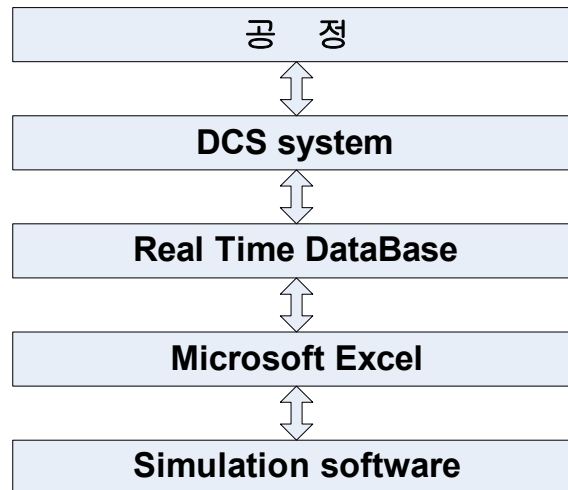 공 정
DCS system
Real Time DataBase
Microsoft Excel
Simulation software